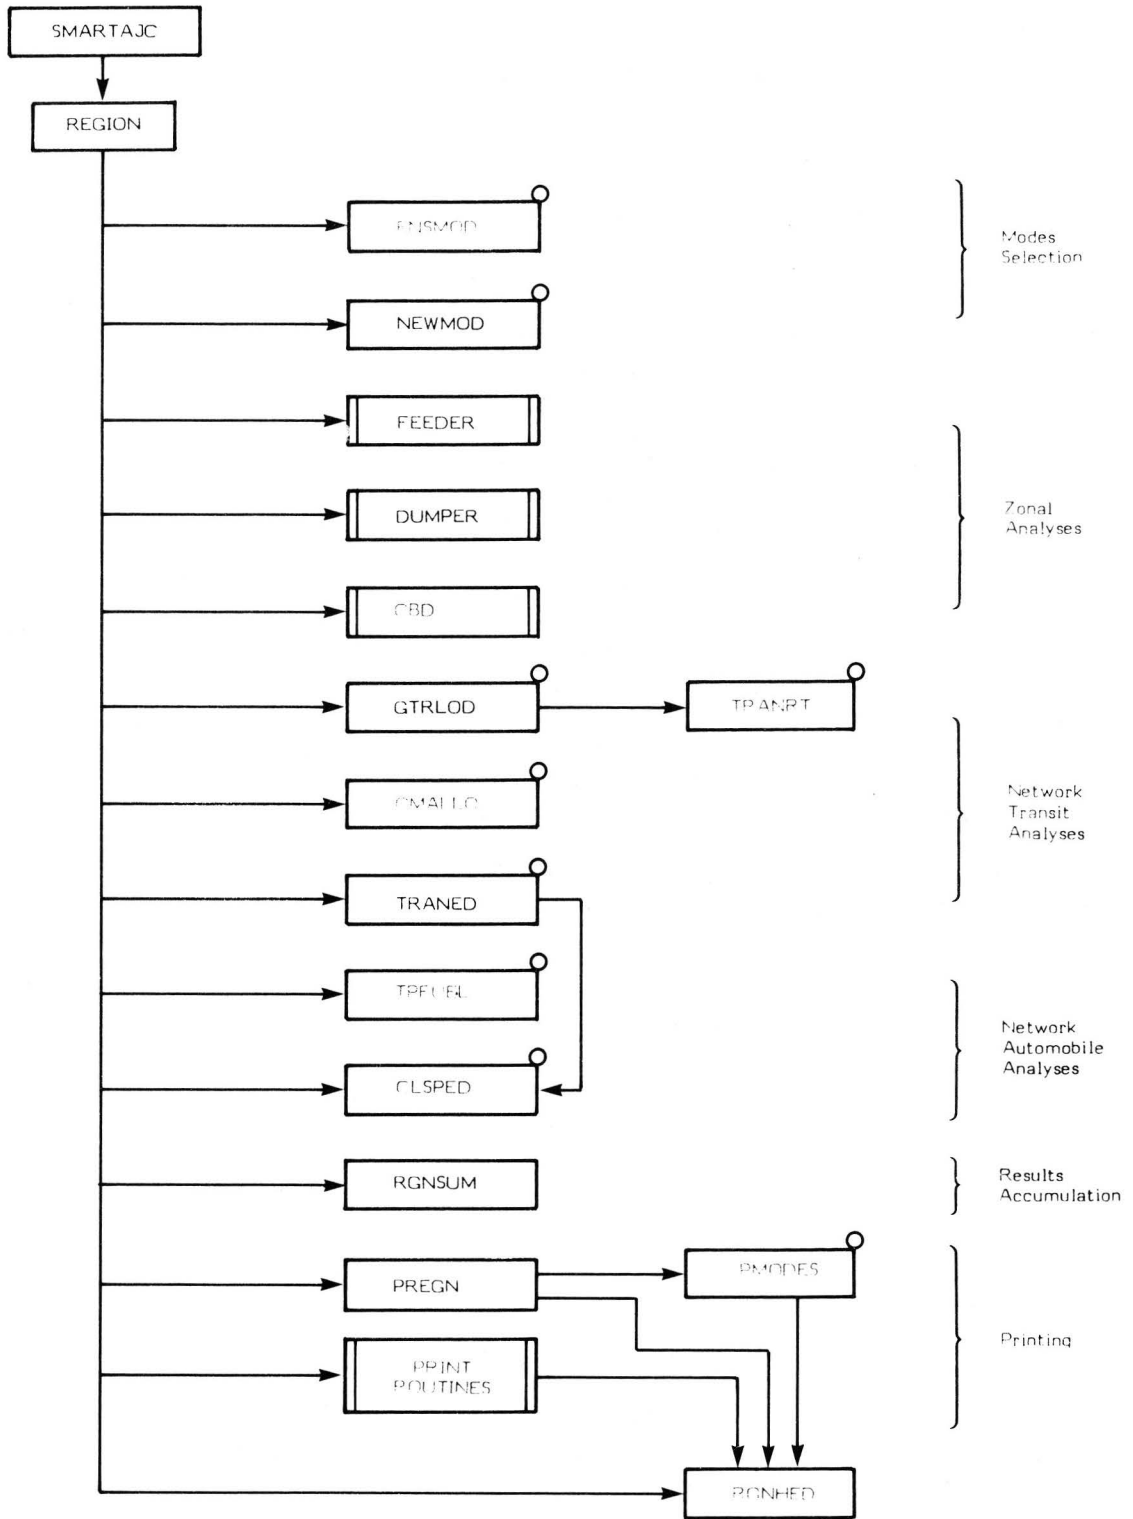 SMARTAJC
REGION
ENSMOD
Modes
Selection
NEWMOD
FEEDER
Zonal
Analyses
DUMPER
CBD
GTRLOD
TRANRT
Network
Transit
Analyses
TRANED
Network
Automobile
Analyses
CLSPED
RGNSUM
Results
Accumulation
PREGN
PMODES
Printing
PRINT
ROUTINES
RGNHED